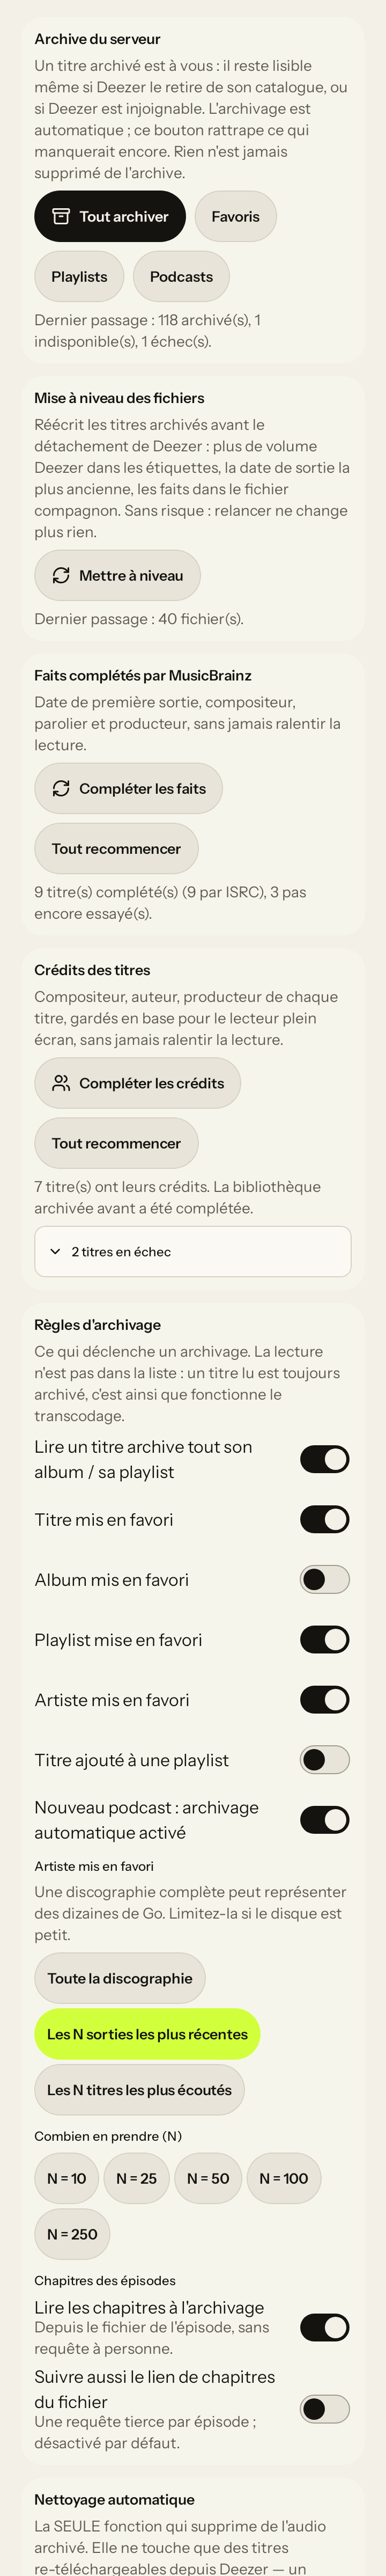 Archive du serveur
Un titre archivé est à vous : il reste lisible
même si Deezer le retire de son catalogue, ou
si Deezer est injoignable. L'archivage est
automatique ; ce bouton rattrape ce qui
manquerait encore. Rien n'est jamais
supprimé de l'archive.
Tout archiver
Favoris
Playlists
Podcasts
Dernier passage : 118 archivé(s), 1
indisponible(s), 1 échec(s).
Mise à niveau des fichiers
Réécrit les titres archivés avant le
détachement de Deezer : plus de volume
Deezer dans les étiquettes, la date de sortie la
plus ancienne, les faits dans le fichier
compagnon. Sans risque : relancer ne change
plus rien.
Mettre à niveau
Dernier passage : 40 fichier(s).
Faits complétés par MusicBrainz
Date de première sortie, compositeur,
parolier et producteur, sans jamais ralentir la
lecture.
Compléter les faits
Tout recommencer
9 titre(s) complété(s) (9 par ISRC), 3 pas
encore essayé(s).
Crédits des titres
Compositeur, auteur, producteur de chaque
titre, gardés en base pour le lecteur plein
écran, sans jamais ralentir la lecture.
Compléter les crédits
Tout recommencer
7 titre(s) ont leurs crédits. La bibliothèque
archivée avant a été complétée.
2 titres en échec
Règles d'archivage
Ce qui déclenche un archivage. La lecture
n'est pas dans la liste : un titre lu est toujours
archivé, c'est ainsi que fonctionne le
transcodage.
Lire un titre archive tout son
album / sa playlist
Titre mis en favori
Album mis en favori
Playlist mise en favori
Artiste mis en favori
Titre ajouté à une playlist
Nouveau podcast : archivage
automatique activé
Artiste mis en favori
Une discographie complète peut représenter
des dizaines de Go. Limitez-la si le disque est
petit.
Toute la discographie
Les N sorties les plus récentes
Les N titres les plus écoutés
Combien en prendre (N)
N = 10
N = 25
N = 50
N = 100
N = 250
Chapitres des épisodes
Lire les chapitres à l'archivage
Depuis le fichier de l'épisode, sans
requête à personne.
Suivre aussi le lien de chapitres
du fichier
Une requête tierce par épisode ;
désactivé par défaut.
Nettoyage automatique
La SEULE fonction qui supprime de l'audio
archivé. Elle ne touche que des titres
re-téléchargeables depuis Deezer — un